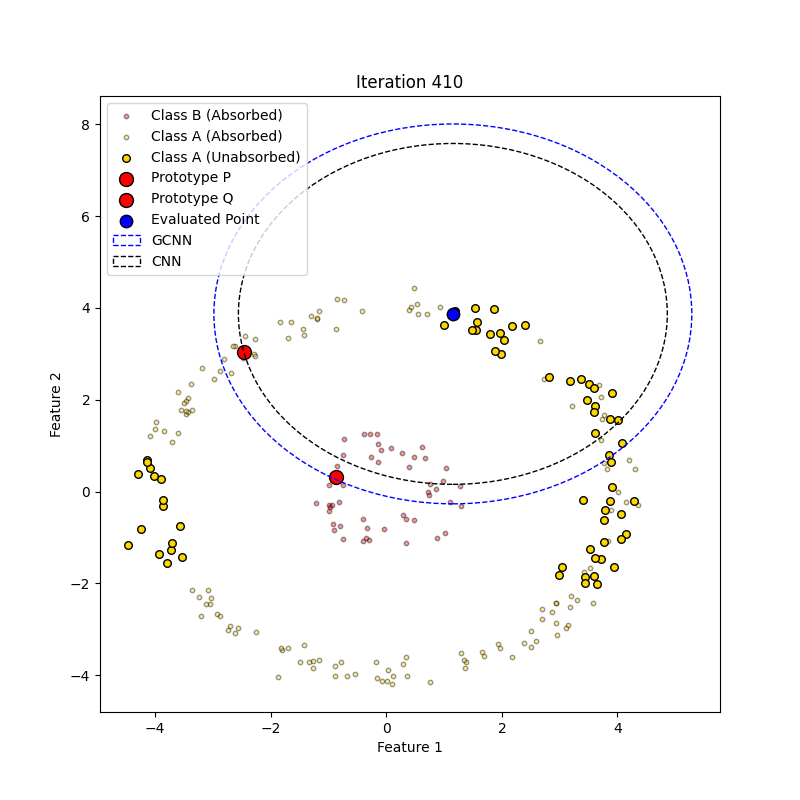 Iteration 410
Class B (Absorbed)
Class A (Absorbed)
Class A (Unabsorbed)
Prototype P
Prototype Q
Evaluated Point
GCNN
CNN
8
6
4
2
0
−2
−4
Feature 2
−4 −2 0 2 4
Feature 1